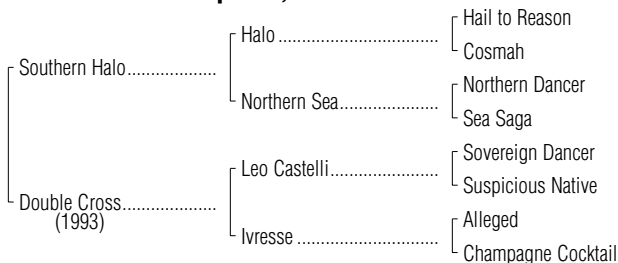 Hail to Reason
Halo
Cosmah
Southern Halo
Northern Dancer
Northern Sea
Sea Saga
Sovereign Dancer
Leo Castelli
Suspicious Native
Double Cross
(1993)
Alleged
Ivresse
Champagne Cocktail